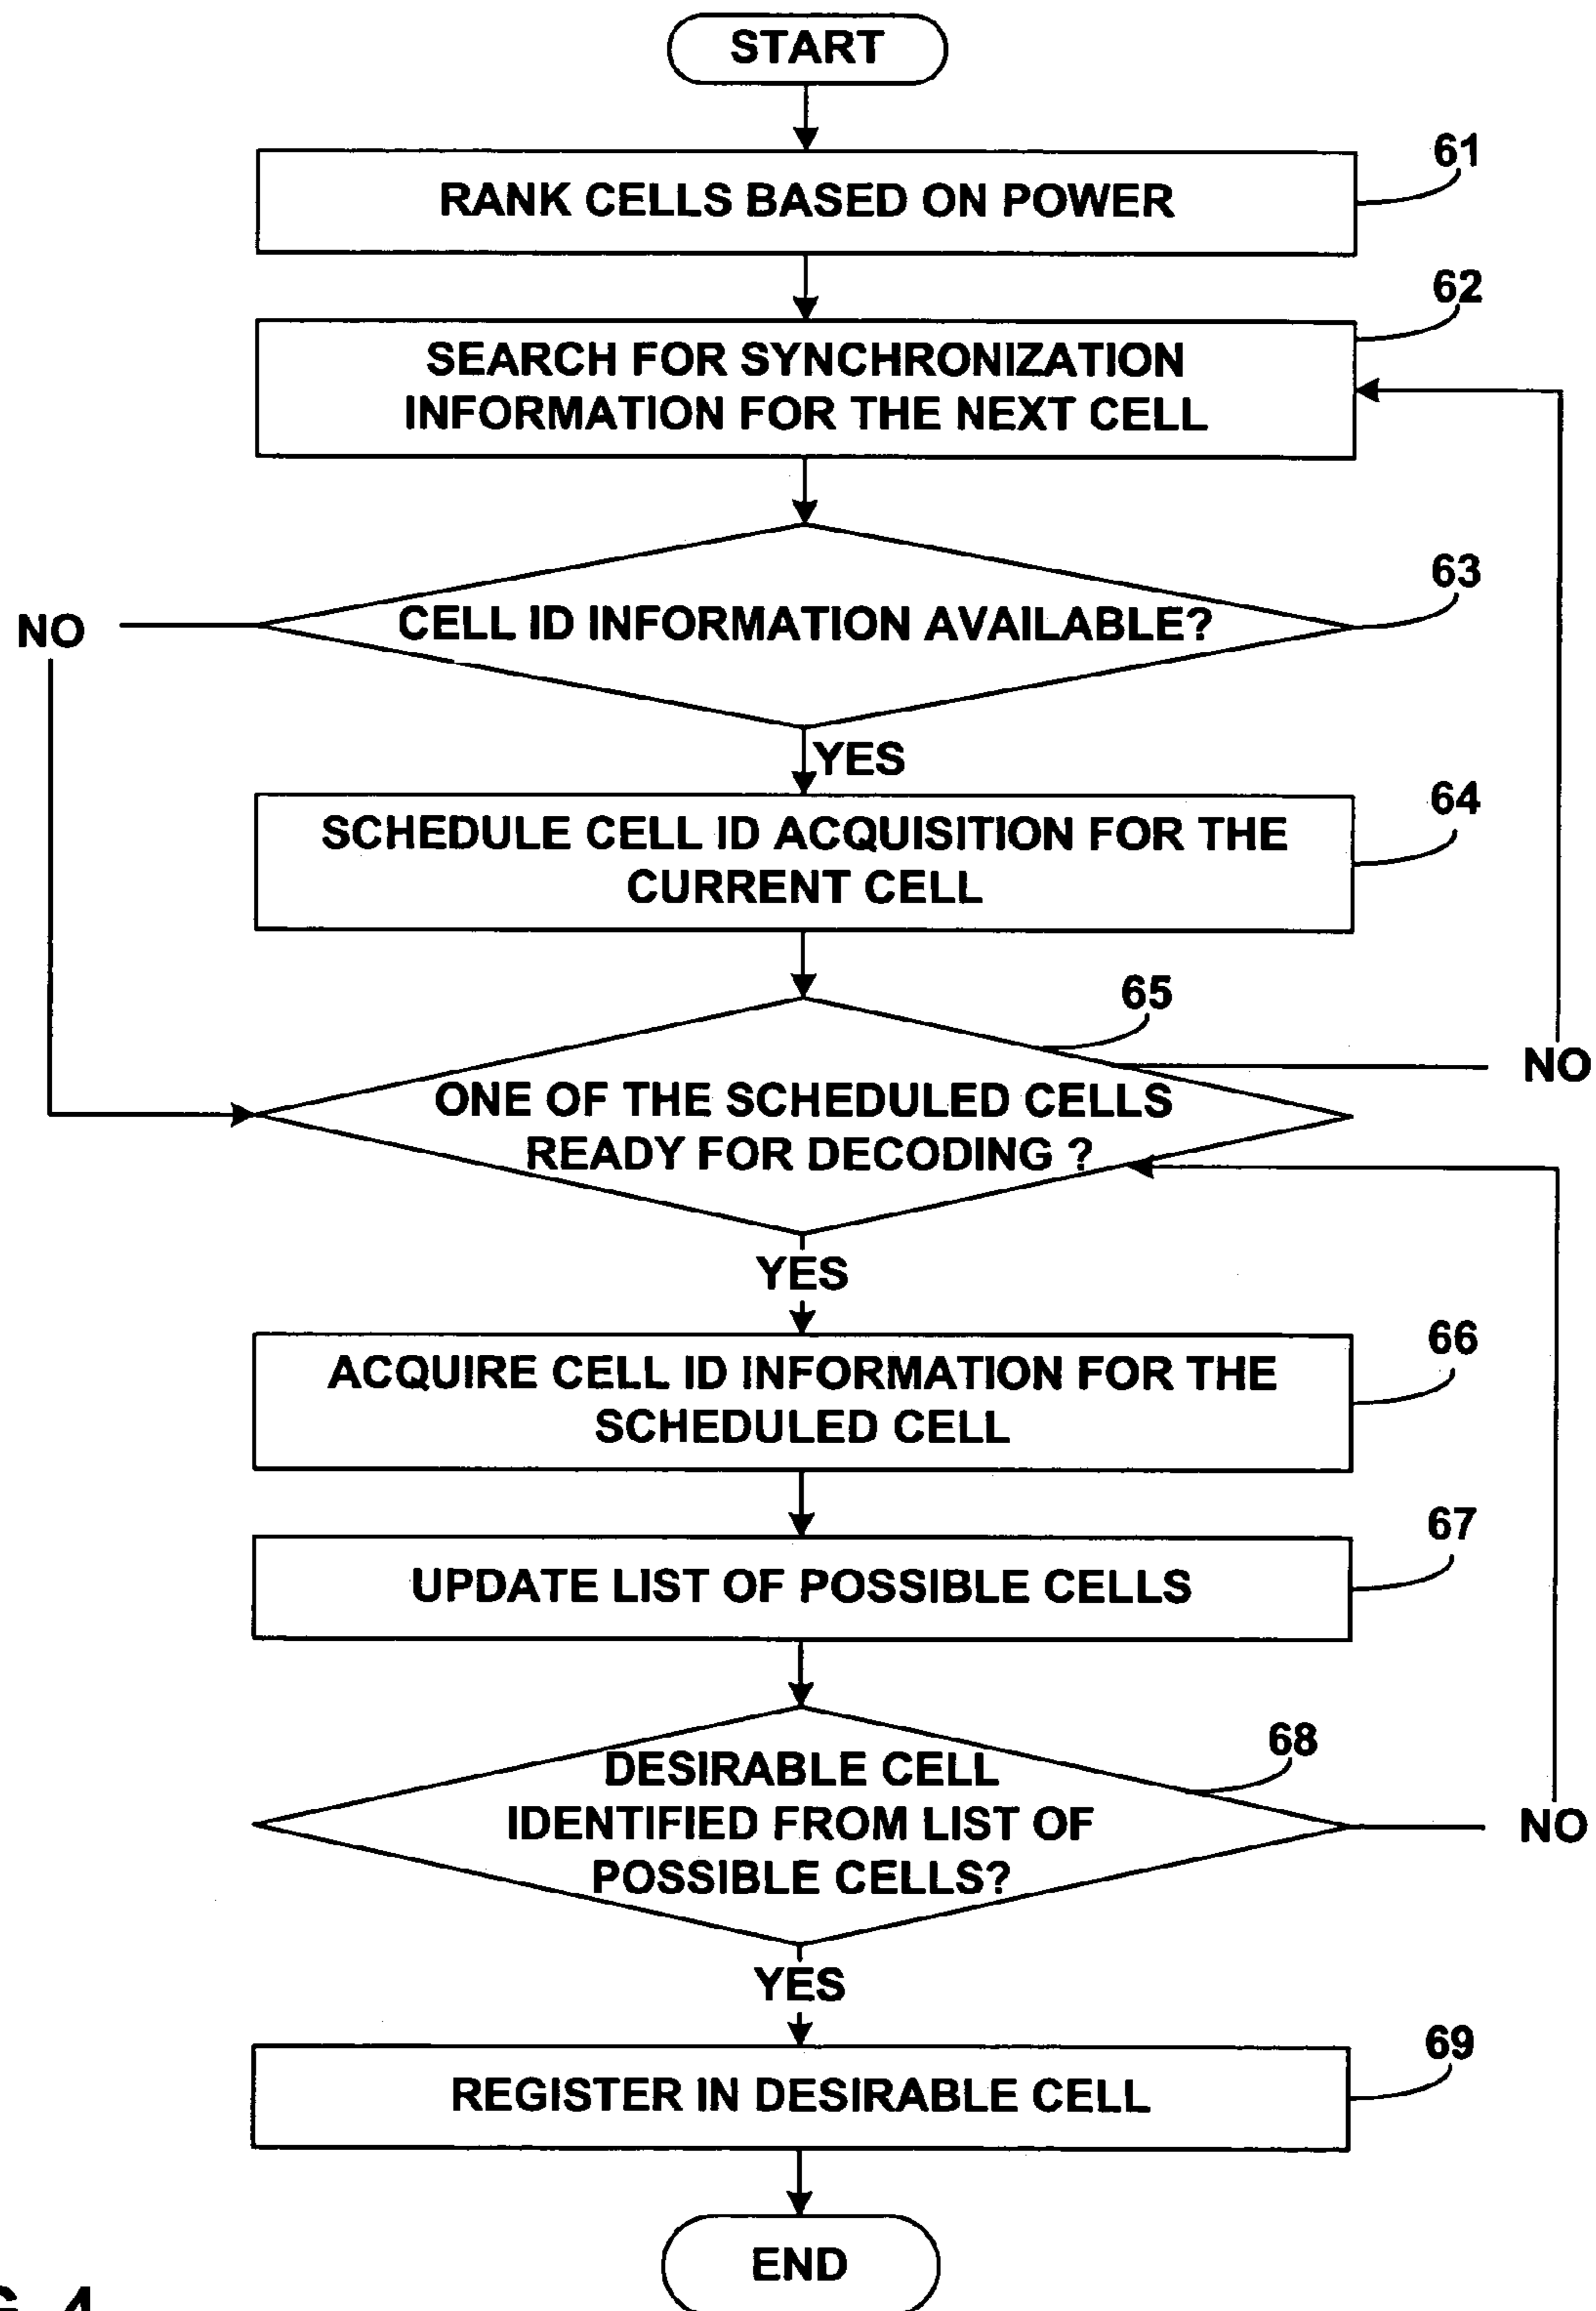 START
61
RANK CELLS BASED ON POWER
62
SEARCH FOR SYNCHRONIZATION
INFORMATION FOR THE NEXT CELL
63
NO
CELL ID INFORMATION AVAILABLE?
YES
64
SCHEDULE CELL ID ACQUISITION FOR THE
CURRENT CELL
65
NO
ONE OF THE SCHEDULED CELLS
READY FOR DECODING ?
YES
66
ACQUIRE CELL ID INFORMATION FOR THE
SCHEDULED CELL
67
UPDATE LIST OF POSSIBLE CELLS
68
DESIRABLE CELL
IDENTIFIED FROM LIST OF
POSSIBLE CELLS?
NO
YES
69
REGISTER IN DESIRABLE CELL
END
4